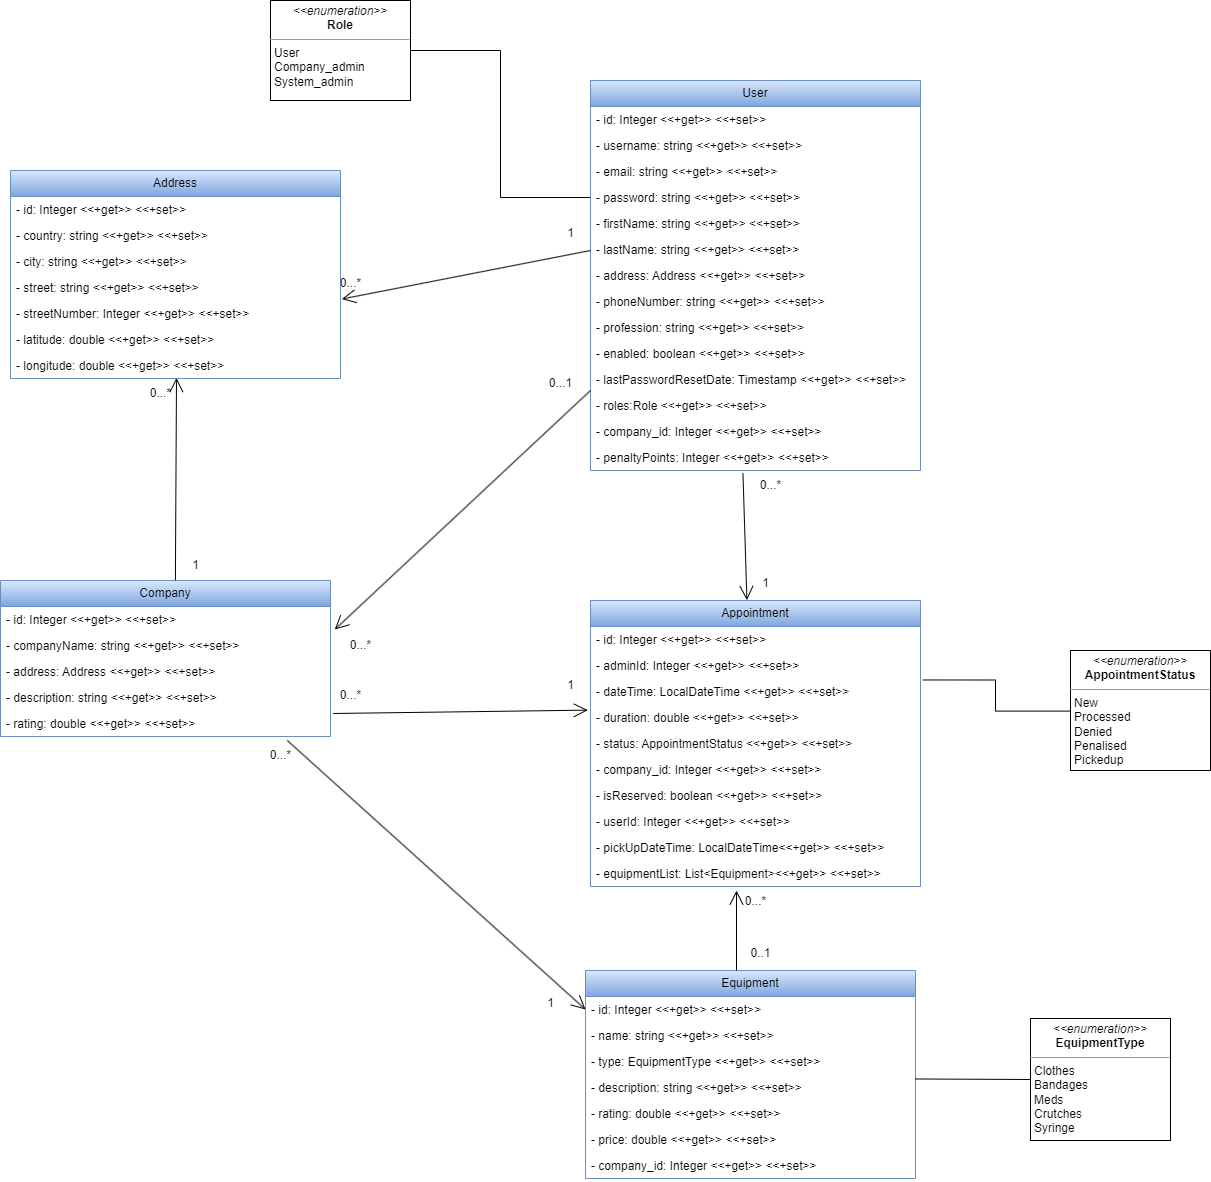 <<enumeration>>
Role
User
Company_admin
System_admin
User
- id: Integer <<+get>> <<+set>>
- username: string <<+get>> <<+set>>
- email: string <<+get>> <<+set>>
- password: string <<+get>> <<+set>>
- firstName: string <<+get>> <<+set>>
- lastName: string <<+get>> <<+set>>
- address: Address <<+get>> <<+set>>
- phoneNumber: string <<+get>> <<+set>>
- profession: string <<+get>> <<+set>>
- enabled: boolean <<+get>> <<+set>>
- lastPasswordResetDate: Timestamp <<+get>> <<+set>>
- roles:Role <<+get>> <<+set>>
- company_id: Integer <<+get>> <<+set>>
- penaltyPoints: Integer <<+get>> <<+set>>
Address
- id: Integer <<+get>> <<+set>>
- country: string <<+get>> <<+set>>
- city: string <<+get>> <<+set>>
- street: string <<+get>> <<+set>>
- streetNumber: Integer <<+get>> <<+set>>
- latitude: double <<+get>> <<+set>>
- longitude: double <<+get>> <<+set>>
1
0...*
0...*
1
0...1
0...*
0...*
1
Company
- id: Integer <<+get>> <<+set>>
- companyName: string <<+get>> <<+set>>
- address: Address <<+get>> <<+set>>
- description: string <<+get>> <<+set>>
- rating: double <<+get>> <<+set>>
0...*
1
0...*
1
Appointment
- id: Integer <<+get>> <<+set>>
- adminId: Integer <<+get>> <<+set>>
- dateTime: LocalDateTime <<+get>> <<+set>>
- duration: double <<+get>> <<+set>>
- status: AppointmentStatus <<+get>> <<+set>>
- company_id: Integer <<+get>> <<+set>>
- isReserved: boolean <<+get>> <<+set>>
- userId: Integer <<+get>> <<+set>>
- pickUpDateTime: LocalDateTime<<+get>> <<+set>>
- equipmentList: List<Equipment><<+get>> <<+set>>
<<enumeration>>
AppointmentStatus
New
Processed
Denied
Penalised
Pickedup
0...*
0..1
Equipment
- id: Integer <<+get>> <<+set>>
- name: string <<+get>> <<+set>>
- type: EquipmentType <<+get>> <<+set>>
- description: string <<+get>> <<+set>>
- rating: double <<+get>> <<+set>>
- price: double <<+get>> <<+set>>
- company_id: Integer <<+get>> <<+set>>
<<enumeration>>
EquipmentType
Clothes
Bandages
Meds
Crutches
Syringe